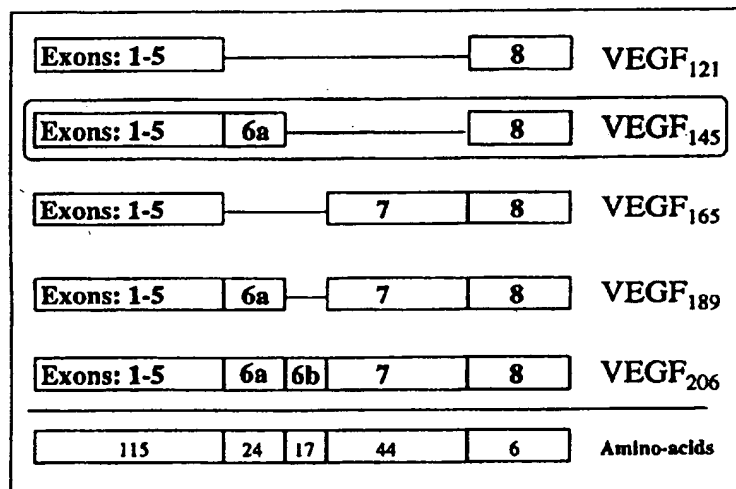 Exons: 1-5 8 VEGF121
Exons: 1-5 6a 8 VEGF145
Exons: 1-5 7 8 VEGF165
Exons: 1-5 6a 7 8 VEGF189
Exons: 1-5 6a 6b 7 8 VEGF206
115 24 17 44 6 Amino-acids